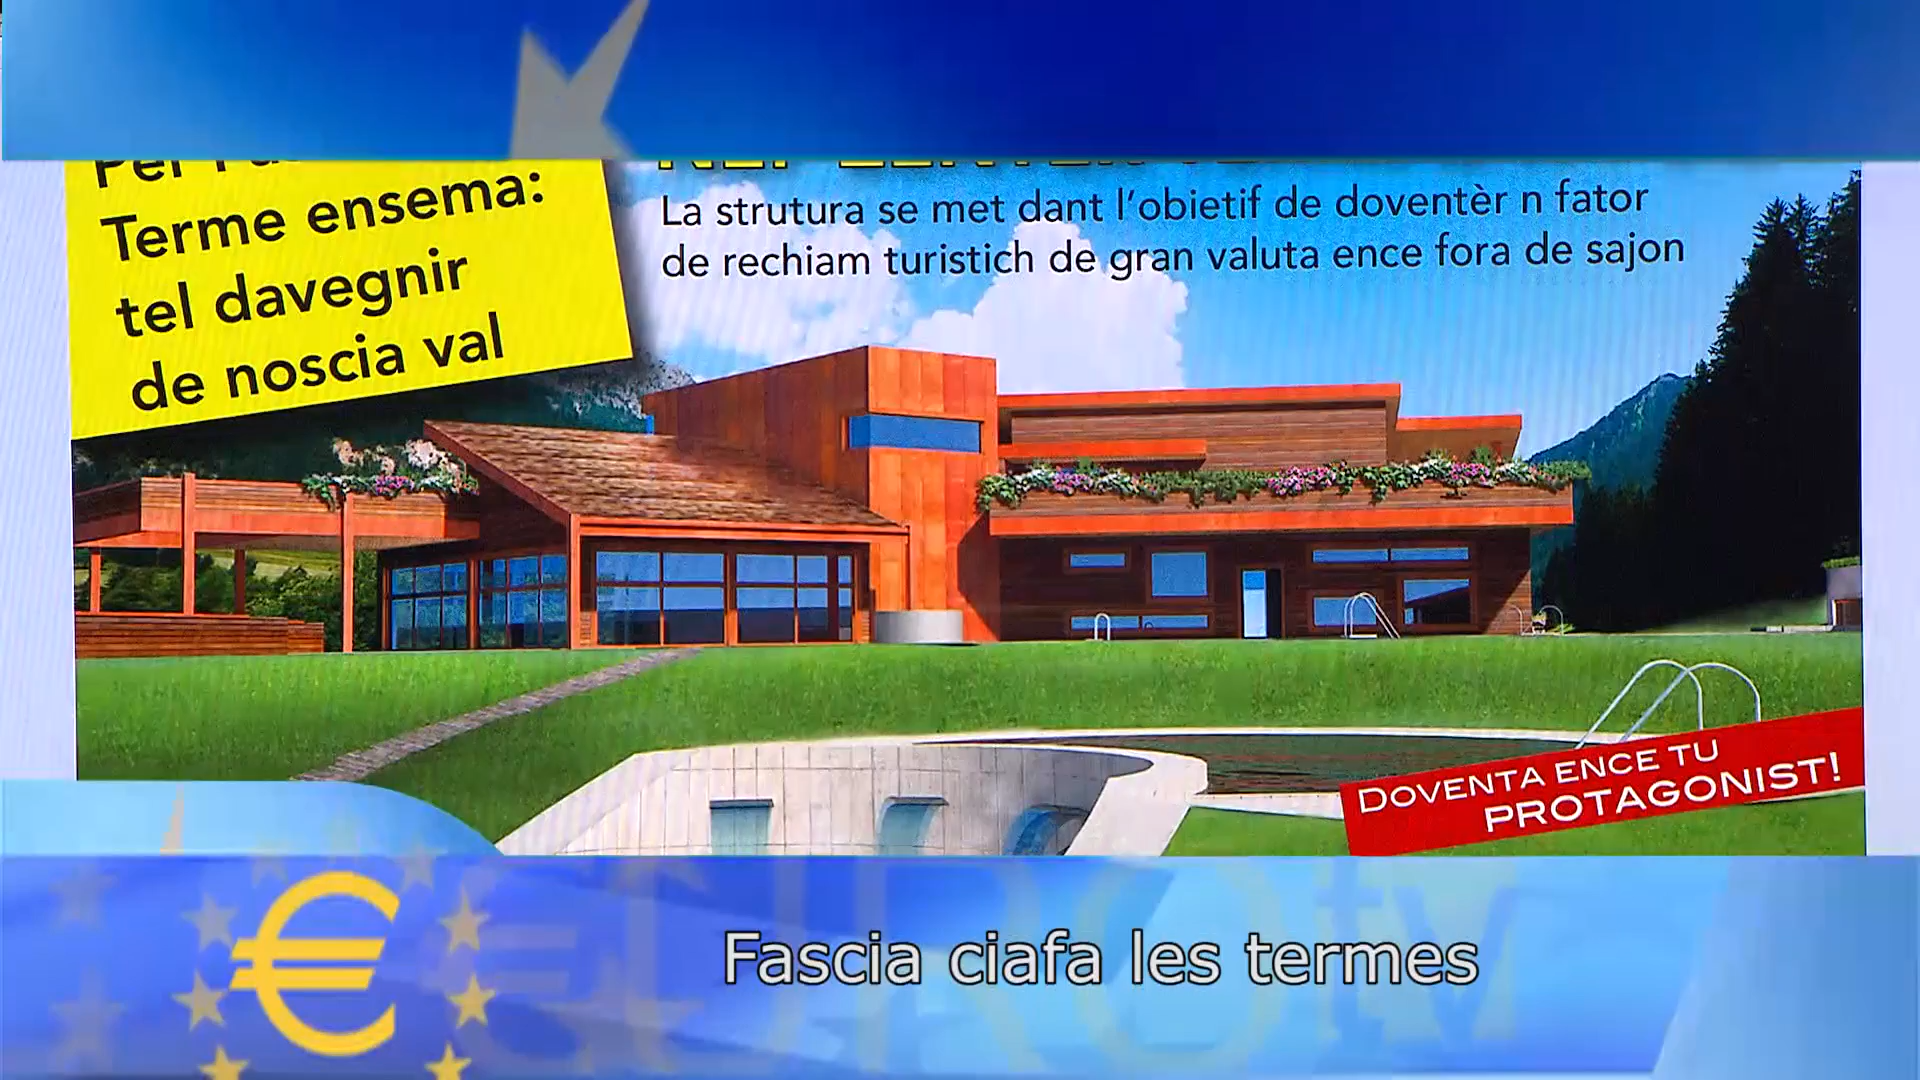 Terme ensema:
tel davegnir
de noscia val
La strutura se met dant l'obietif de doventèr n fator
de rechiam turistich de gran valuta ence fora de sajon
DOVENTA ENCE TU
PROTAGONIST!
€
Fascia ciafa les termes